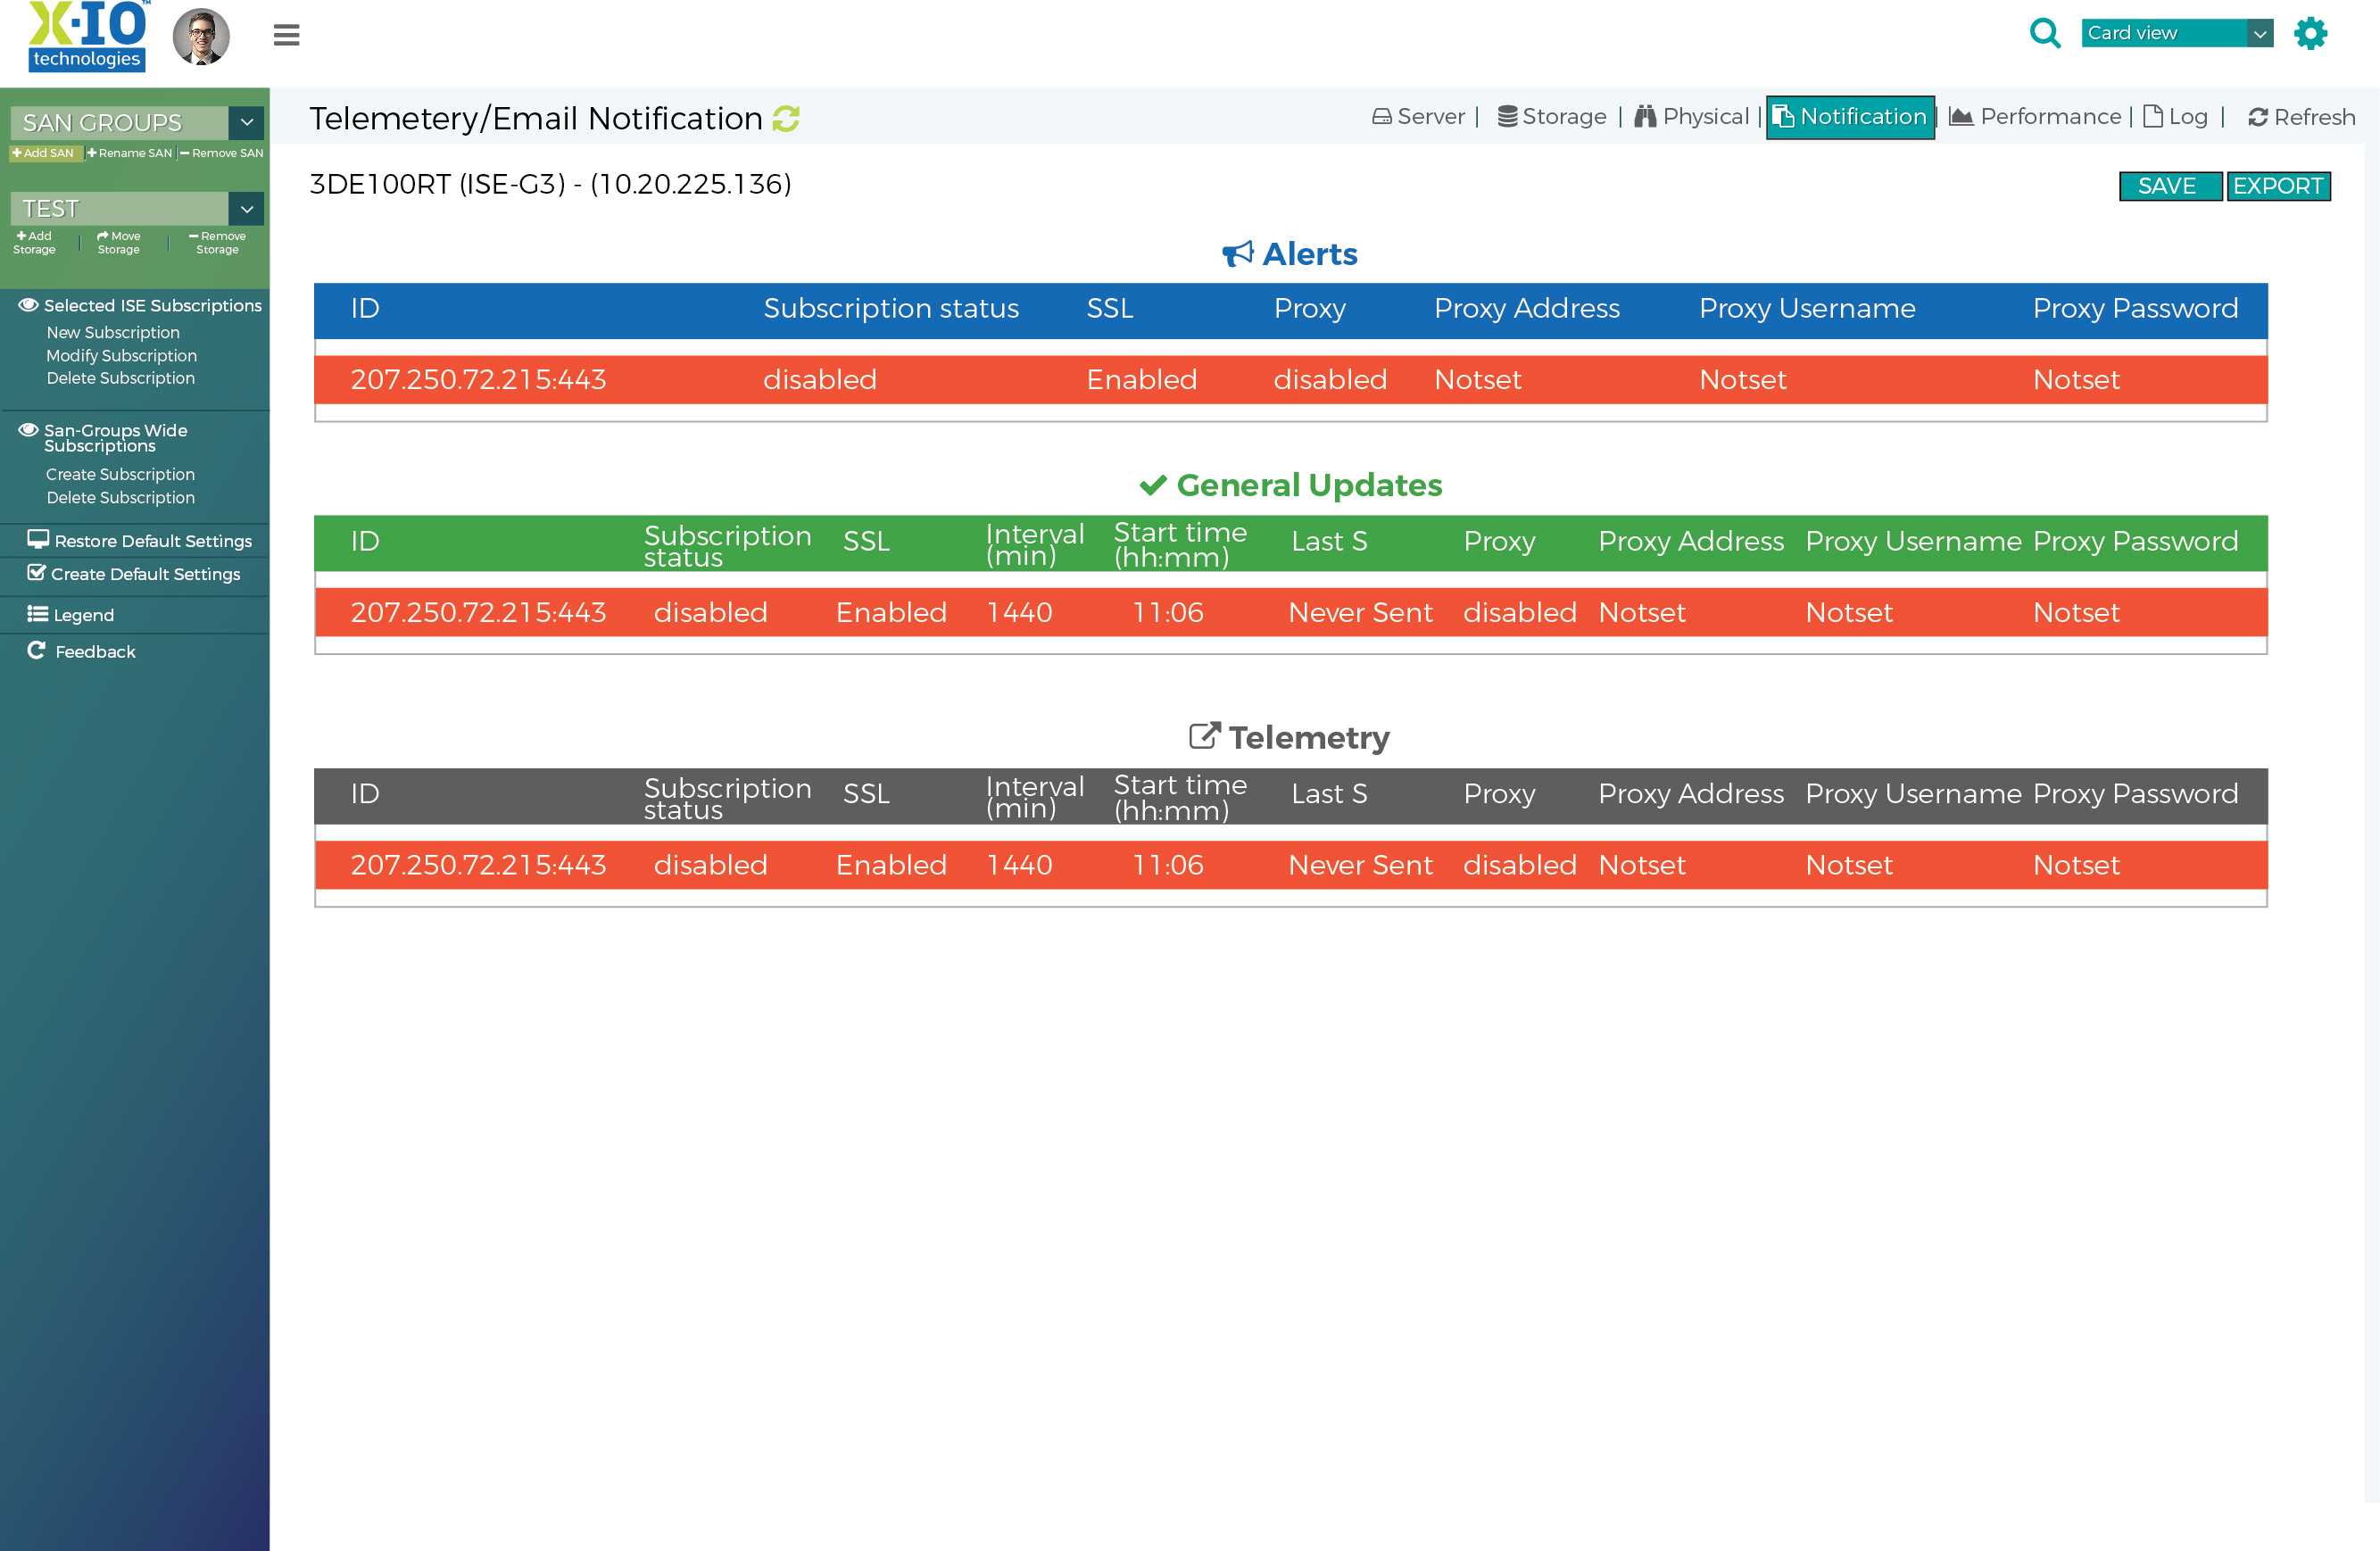 X-IO™
technologies
Card view
SAN GROUPS
Add SAN | Rename SAN | Remove SAN
TEST
Add Storage | Move Storage | Remove Storage
Selected ISE Subscriptions
New Subscription
Modify Subscription
Delete Subscription
San-Groups Wide
Subscriptions
Create Subscription
Delete Subscription
Restore Default Settings
Create Default Settings
Legend
Feedback
Telemetery/Email Notification
Server | Storage | Physical | Notification | Performance | Log | Refresh
3DE100RT (ISE-G3) - (10.20.225.136)
SAVE EXPORT
Alerts
ID Subscription status SSL Proxy Proxy Address Proxy Username Proxy Password
207.250.72.215:443 disabled Enabled disabled Notset Notset Notset
General Updates
ID Subscription status SSL Interval (min) Start time (hh:mm) Last S Proxy Proxy Address Proxy Username Proxy Password
207.250.72.215:443 disabled Enabled 1440 11:06 Never Sent disabled Notset Notset Notset
Telemetry
ID Subscription status SSL Interval (min) Start time (hh:mm) Last S Proxy Proxy Address Proxy Username Proxy Password
207.250.72.215:443 disabled Enabled 1440 11:06 Never Sent disabled Notset Notset Notset